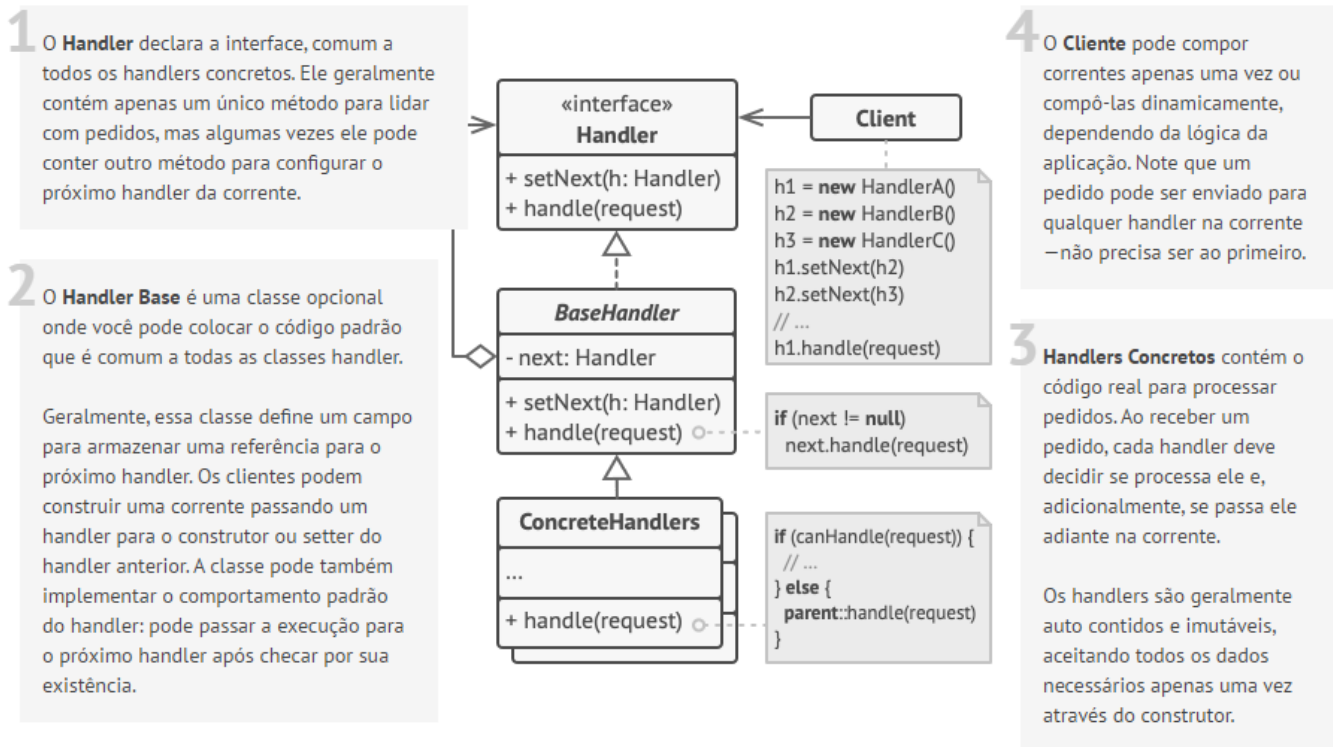 1
O Handler declara a interface, comum a
todos os handlers concretos. Ele geralmente
contém apenas um único método para lidar
com pedidos, mas algumas vezes ele pode
conter outro método para configurar o
próximo handler da corrente.
2
O Handler Base é uma classe opcional
onde você pode colocar o código padrão
que é comum a todas as classes handler.
Geralmente, essa classe define um campo
para armazenar uma referência para o
próximo handler. Os clientes podem
construir uma corrente passando um
handler para o construtor ou setter do
handler anterior. A classe pode também
implementar o comportamento padrão
do handler: pode passar a execução para
o próximo handler após checar por sua
existência.
«interface»
Handler
+ setNext(h: Handler)
+ handle(request)
BaseHandler
- next: Handler
+ setNext(h: Handler)
+ handle(request)
ConcreteHandlers
...
+ handle(request)
Client
h1 = new HandlerA()
h2 = new HandlerB()
h3 = new HandlerC()
h1.setNext(h2)
h2.setNext(h3)
// ...
h1.handle(request)
if (next != null)
next.handle(request)
if (canHandle(request)) {
// ...
} else {
parent::handle(request)
}
4
O Cliente pode compor
correntes apenas uma vez ou
compô-las dinamicamente,
dependendo da lógica da
aplicação. Note que um
pedido pode ser enviado para
qualquer handler na corrente
—não precisa ser ao primeiro.
3
Handlers Concretos contém o
código real para processar
pedidos. Ao receber um
pedido, cada handler deve
decidir se processa ele e,
adicionalmente, se passa ele
adiante na corrente.
Os handlers são geralmente
auto contidos e imutáveis,
aceitando todos os dados
necessários apenas uma vez
através do construtor.